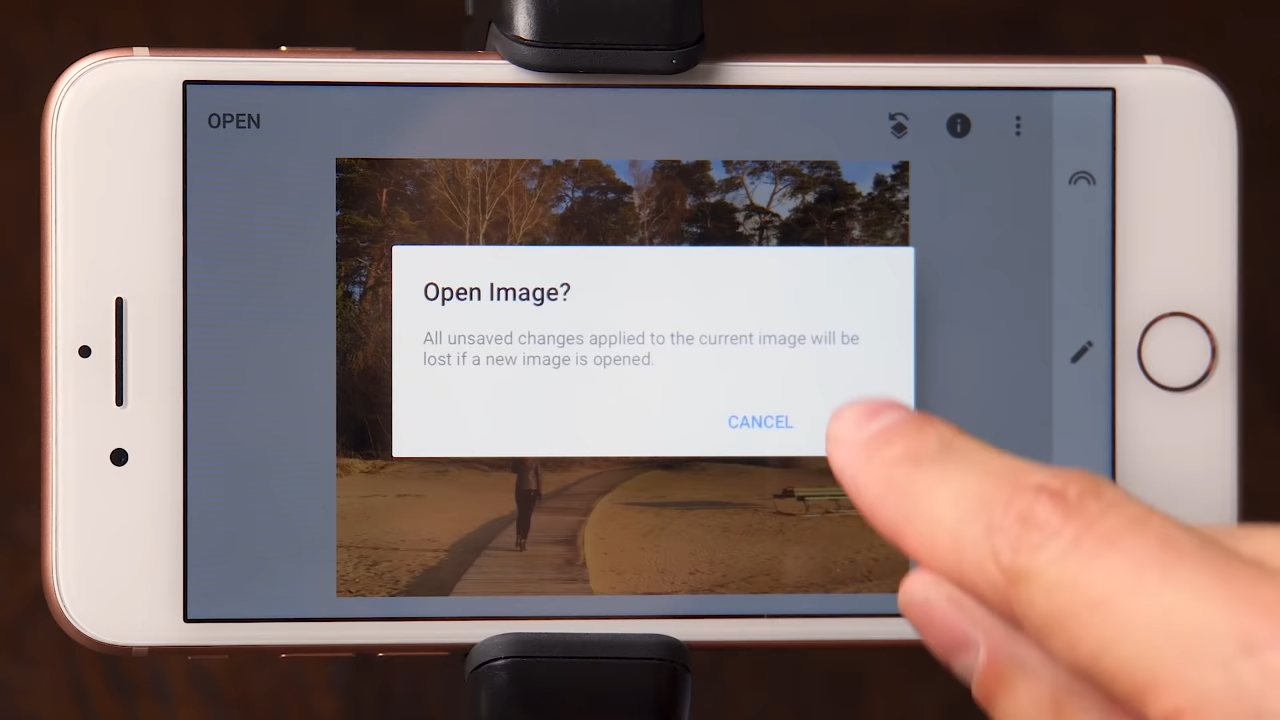 OPEN
Open Image?
All unsaved changes applied to the current image will be
lost if a new image is opened.
CANCEL